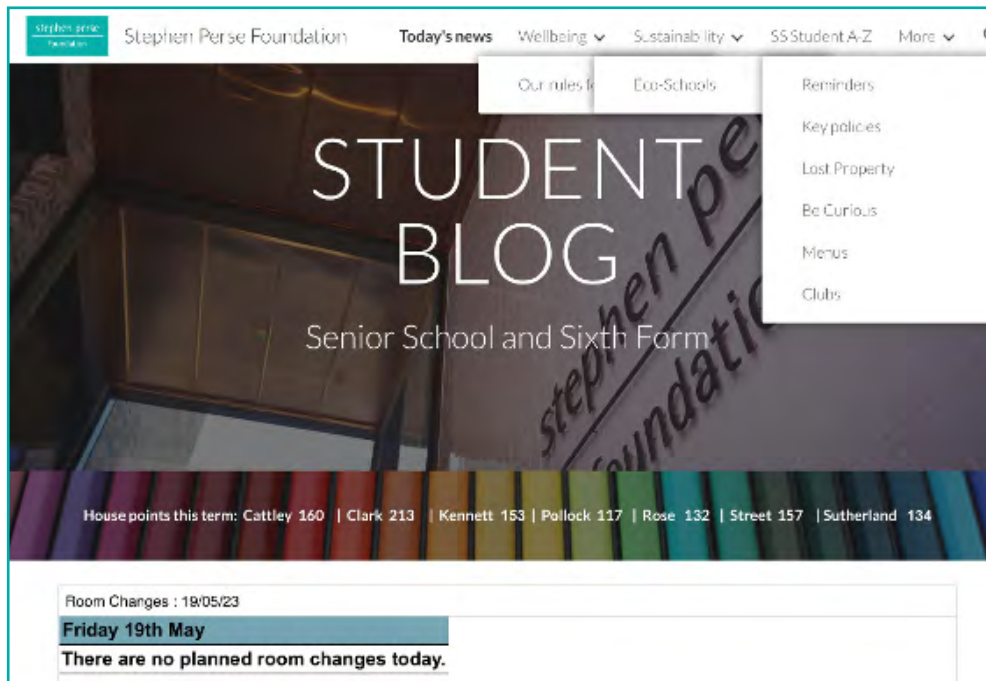 stephen perse
foundation
Stephen Perse Foundation
Today's news
Wellbeing
Sustainability
SS Student A-Z
More
Our rules
Eco-Schools
Reminders
Key policies
Lost Property
Be Curious
Menus
Clubs
STUDENT
BLOG
Senior School and Sixth Form
stephen pe
foundatio
House points this term: Cattley 160 | Clark 213 | Kennett 153 | Pollock 117 | Rose 132 | Street 157 | Sutherland 134
Room Changes : 19/05/23
Friday 19th May
There are no planned room changes today.